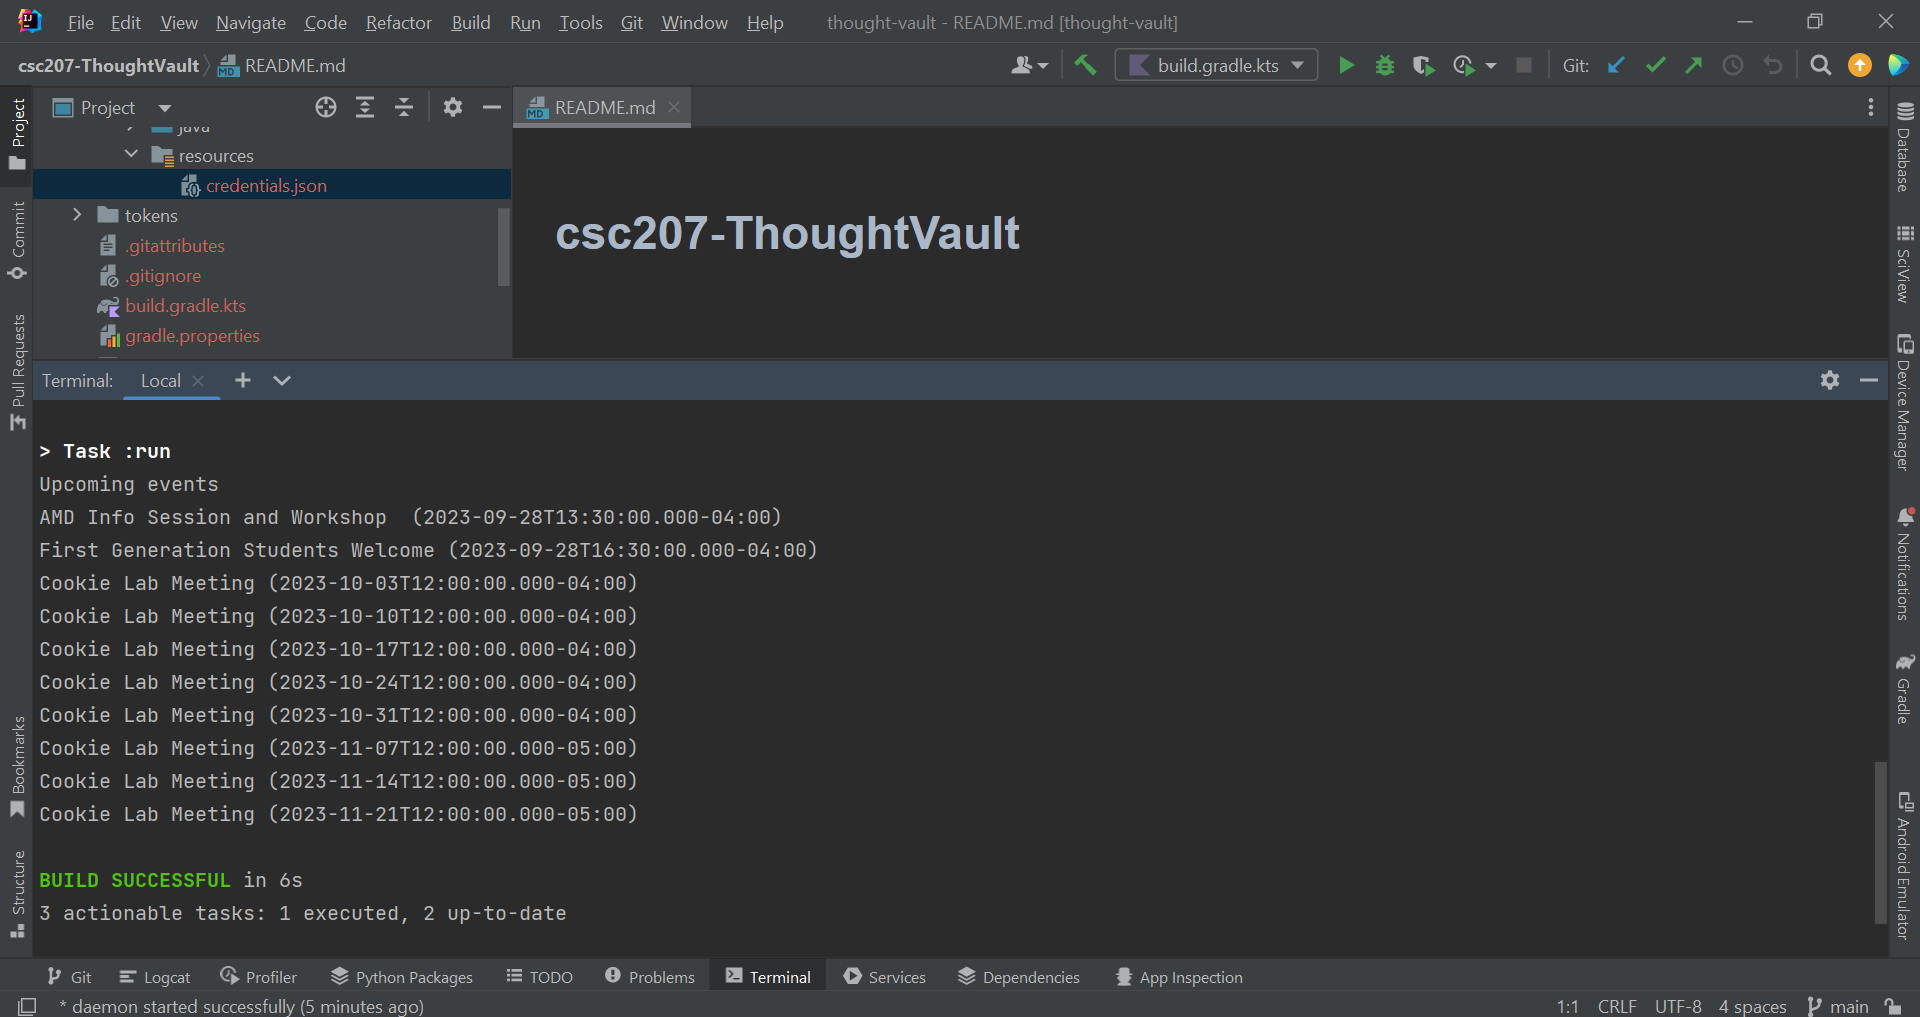 File Edit View Navigate Code Refactor Build Run Tools Git Window Help thought-vault - README.md [thought-vault]
csc207-ThoughtVault README.md build.gradle.kts Git:
Project README.md
java
resources
credentials.json
tokens
.gitattributes
.gitignore
build.gradle.kts
gradle.properties
csc207-ThoughtVault
Project
Commit
Pull Requests
Bookmarks
Structure
Database
SciView
Device Manager
Notifications
Gradle
Android Emulator
Terminal: Local
> Task :run
Upcoming events
AMD Info Session and Workshop  (2023-09-28T13:30:00.000-04:00)
First Generation Students Welcome (2023-09-28T16:30:00.000-04:00)
Cookie Lab Meeting (2023-10-03T12:00:00.000-04:00)
Cookie Lab Meeting (2023-10-10T12:00:00.000-04:00)
Cookie Lab Meeting (2023-10-17T12:00:00.000-04:00)
Cookie Lab Meeting (2023-10-24T12:00:00.000-04:00)
Cookie Lab Meeting (2023-10-31T12:00:00.000-04:00)
Cookie Lab Meeting (2023-11-07T12:00:00.000-05:00)
Cookie Lab Meeting (2023-11-14T12:00:00.000-05:00)
Cookie Lab Meeting (2023-11-21T12:00:00.000-05:00)
BUILD SUCCESSFUL in 6s
3 actionable tasks: 1 executed, 2 up-to-date
Git Logcat Profiler Python Packages TODO Problems Terminal Services Dependencies App Inspection
* daemon started successfully (5 minutes ago) 1:1 CRLF UTF-8 4 spaces main